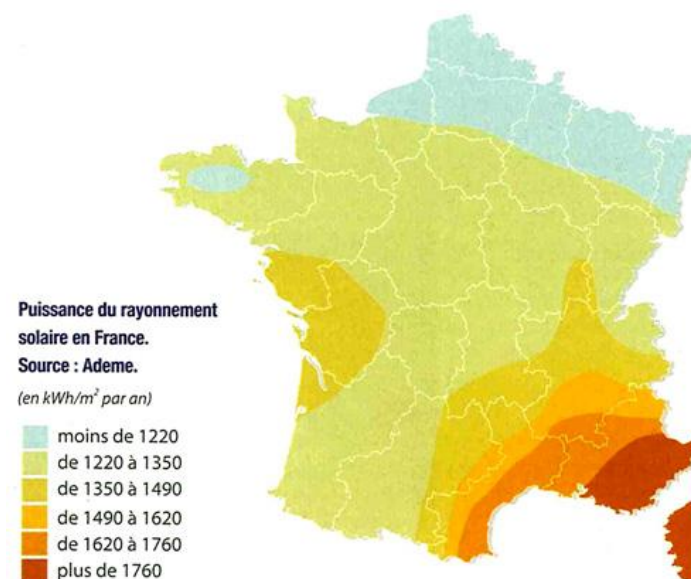 Puissance du rayonnement
solaire en France.
Source : Ademe.
(en kWh/m² par an)
moins de 1220
de 1220 à 1350
de 1350 à 1490
de 1490 à 1620
de 1620 à 1760
plus de 1760